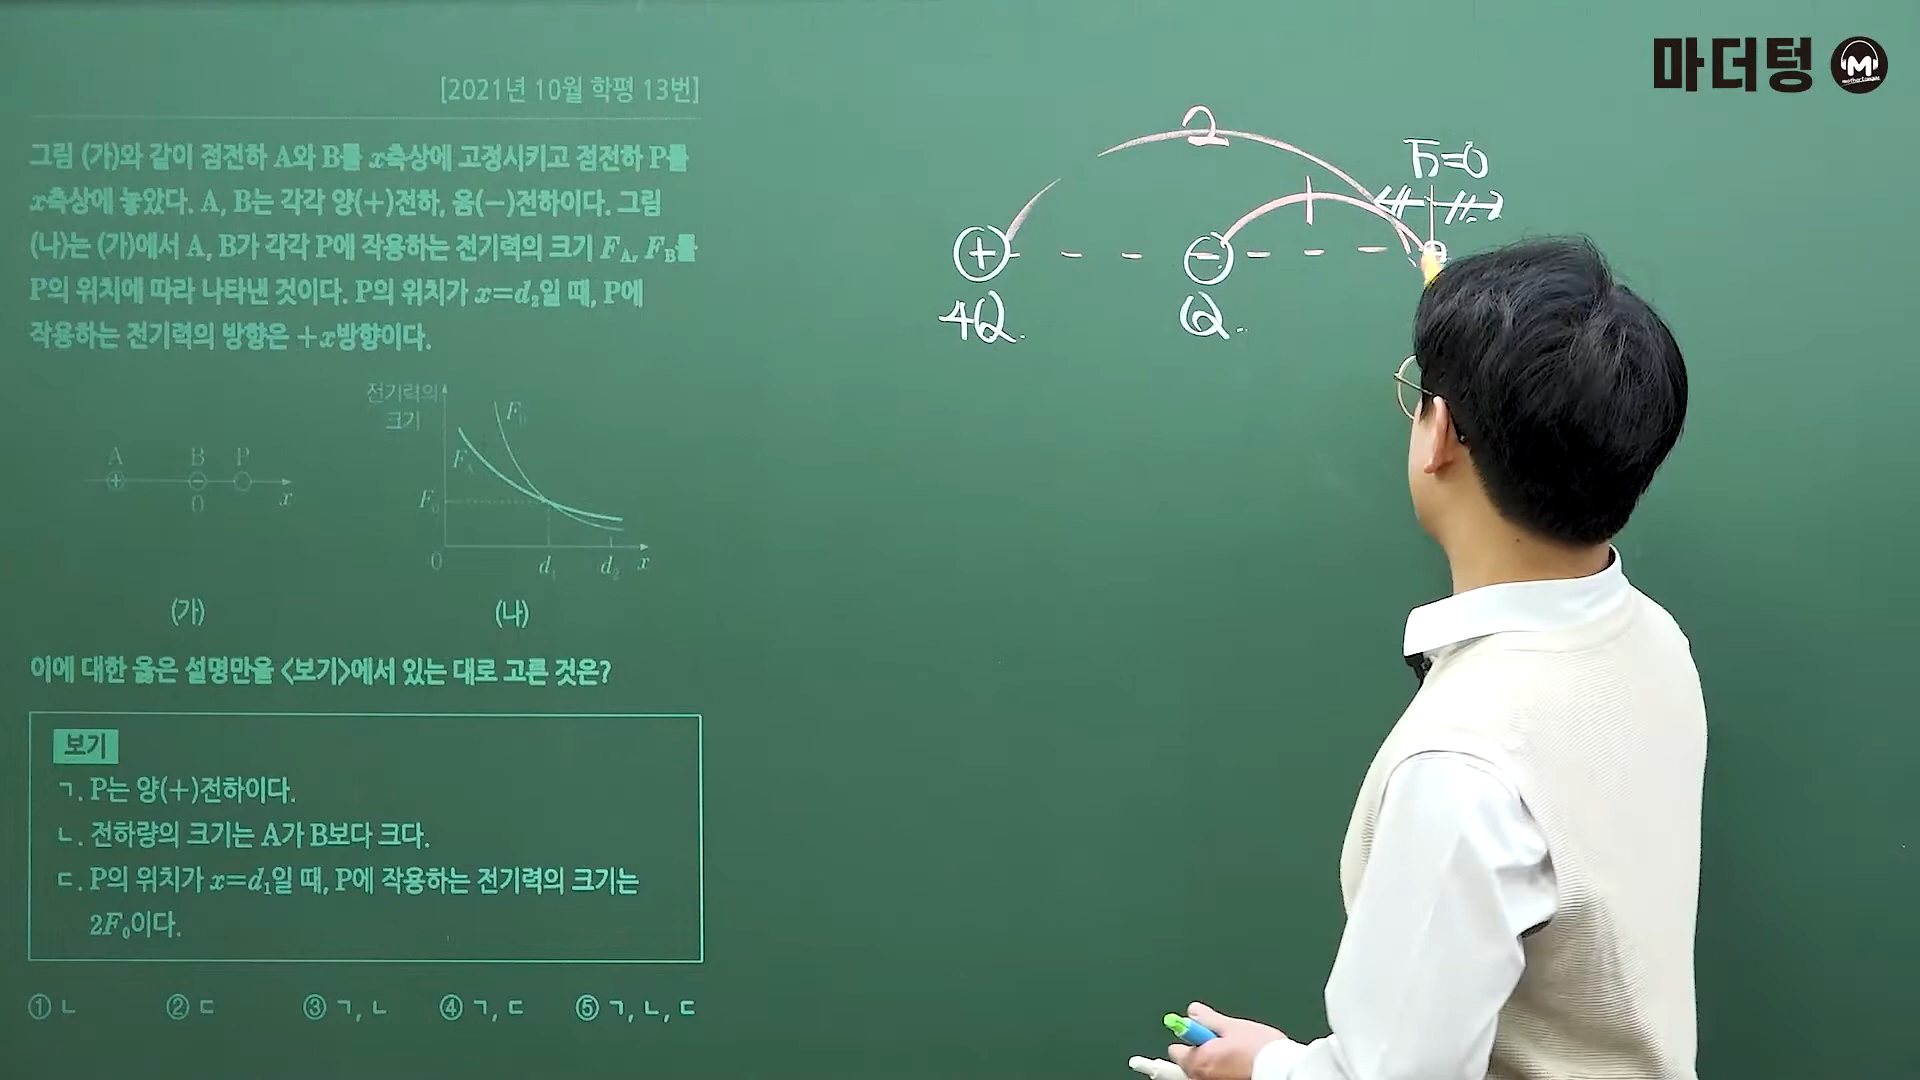 마더텅
[2021년 10월 학평 13번]
그림 (가)와 같이 점전하 A와 B를 x축상에 고정시키고 점전하 P를
x축상에 놓았다. A, B는 각각 양(+)전하, 음(−)전하이다. 그림
(나)는 (가)에서 A, B가 각각 P에 작용하는 전기력의 크기 F_A, F_B를
P의 위치에 따라 나타낸 것이다. P의 위치가 x=d₂일 때, P에
작용하는 전기력의 방향은 +x방향이다.
A B P
+ −
0 x
(가)
전기력의
크기
F_B
F_A
F₀
0 d₁ d₂ x
(나)
이에 대한 옳은 설명만을 <보기>에서 있는 대로 고른 것은?
보기
ㄱ. P는 양(+)전하이다.
ㄴ. 전하량의 크기는 A가 B보다 크다.
ㄷ. P의 위치가 x=d₁일 때, P에 작용하는 전기력의 크기는
2F₀이다.
① ㄴ ② ㄷ ③ ㄱ, ㄴ ④ ㄱ, ㄷ ⑤ ㄱ, ㄴ, ㄷ
2
1
=0
+ −
4Q Q
M